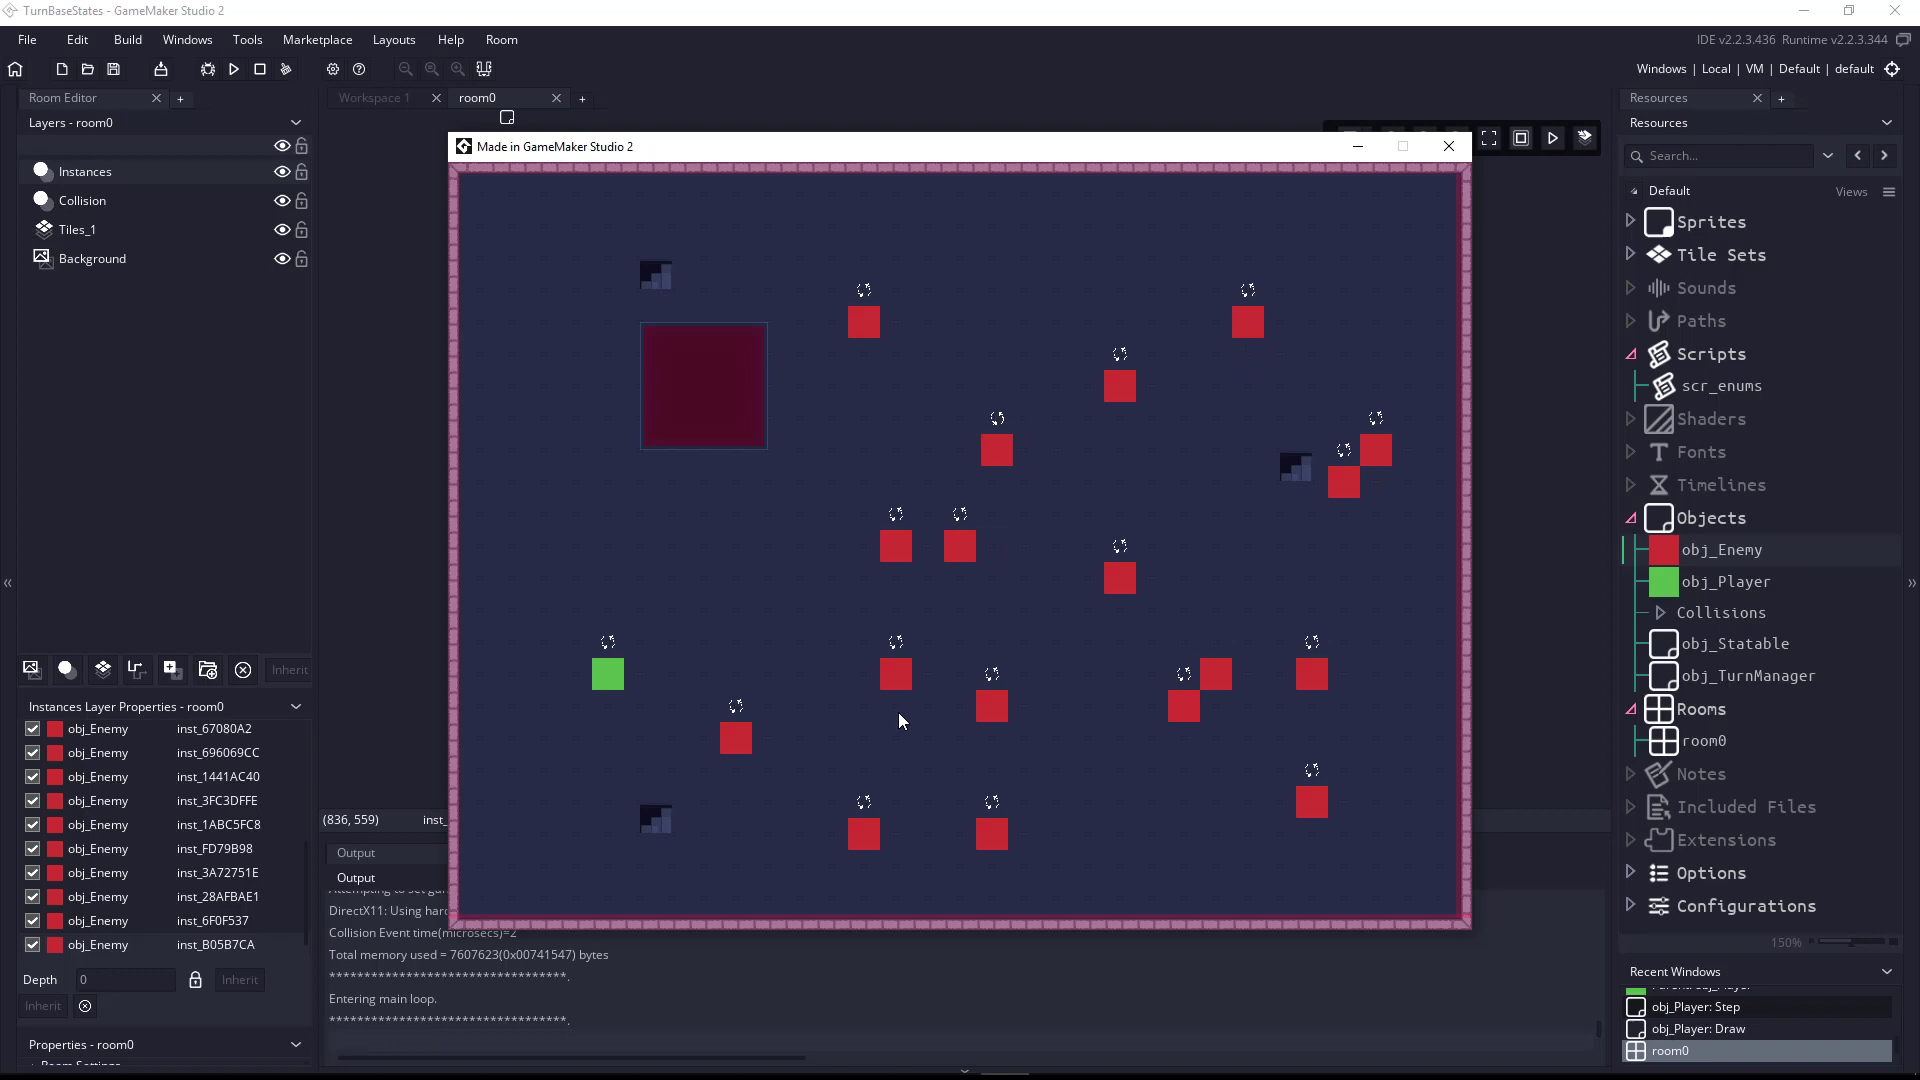 TurnBaseStates - GameMaker Studio 2
File Edit Build Windows Tools Marketplace Layouts Help Room
IDE v2.2.3.436 Runtime v2.2.3.344
Windows | Local | VM | Default | default
Room Editor
Workspace 1
room0
Resources
Layers - room0
Resources
Made in GameMaker Studio 2
Search...
Instances
Collision
Tiles_1
Background
Default
Views
Sprites
Tile Sets
Sounds
Paths
Scripts
scr_enums
Shaders
Fonts
Timelines
Objects
obj_Enemy
obj_Player
Collisions
obj_Statable
obj_TurnManager
Rooms
room0
Notes
Included Files
Extensions
Options
Configurations
150%
Inherit
Instances Layer Properties - room0
obj_Enemy inst_67080A2
obj_Enemy inst_696069CC
obj_Enemy inst_1441AC40
obj_Enemy inst_3FC3DFFE
obj_Enemy inst_1ABC5FC8
obj_Enemy inst_FD79B98
obj_Enemy inst_3A72751E
obj_Enemy inst_28AFBAE1
obj_Enemy inst_6F0F537
obj_Enemy inst_B05B7CA
Depth 0 Inherit
Inherit
Properties - room0
(836, 559) inst_
Output
Output
DirectX11: Using hard
Collision Event time(microsecs)=2
Total memory used = 7607623(0x00741547) bytes
**********************************.
Entering main loop.
**********************************.
Recent Windows
obj_Player: Step
obj_Player: Draw
room0